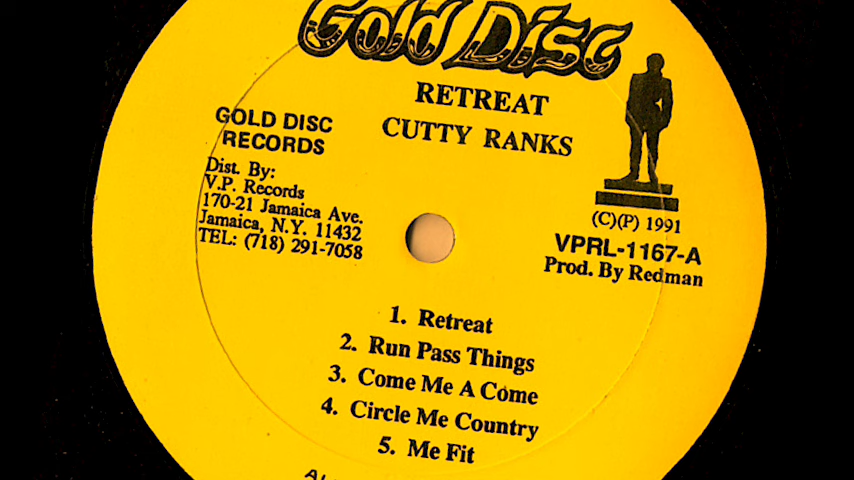 Gold Disc
RETREAT
CUTTY RANKS
GOLD DISC
RECORDS
Dist. By:
V.P. Records
170-21 Jamaica Ave.
Jamaica, N.Y. 11432
TEL: (718) 291-7058
(C)(P) 1991
VPRL-1167-A
Prod. By Redman
1. Retreat
2. Run Pass Things
3. Come Me A Come
4. Circle Me Country
5. Me Fit